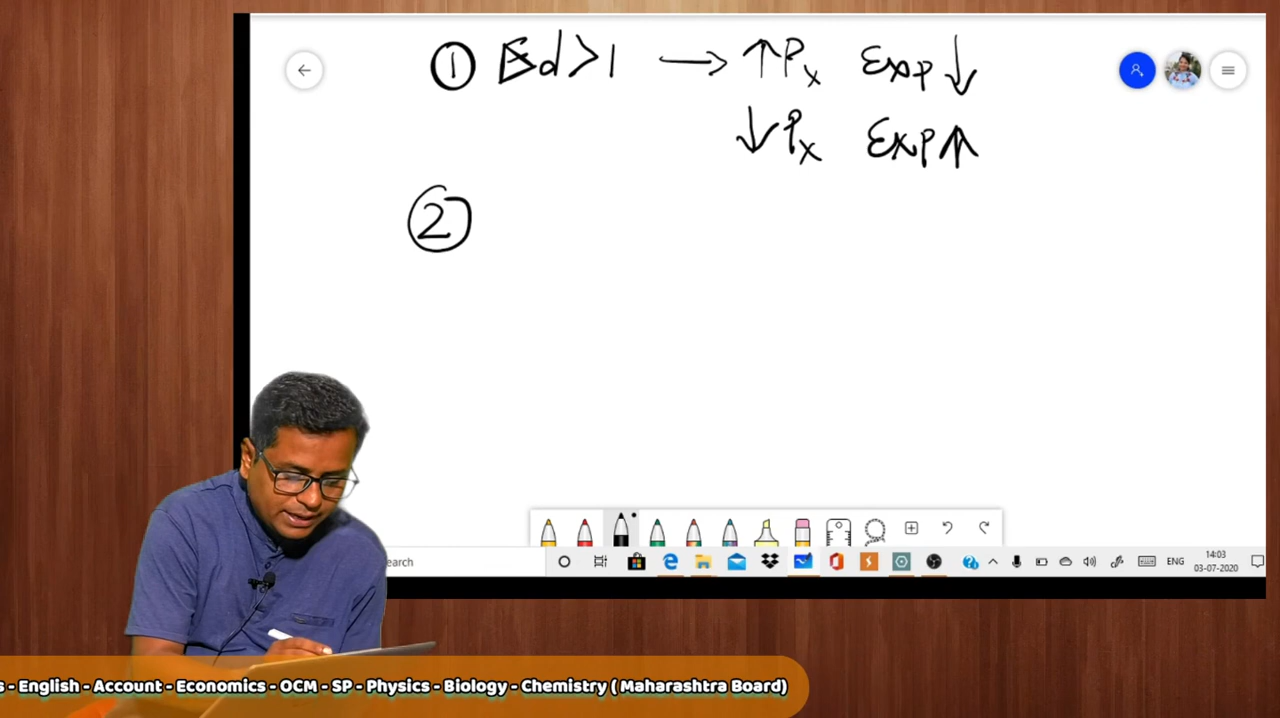 ① Ed > 1 → ↑ Px Exp ↓
↓ Px Exp ↑
②
earch
ENG
14:03
03-07-2020
s - English - Account - Economics - OCM - SP - Physics - Biology - Chemistry ( Maharashtra Board)